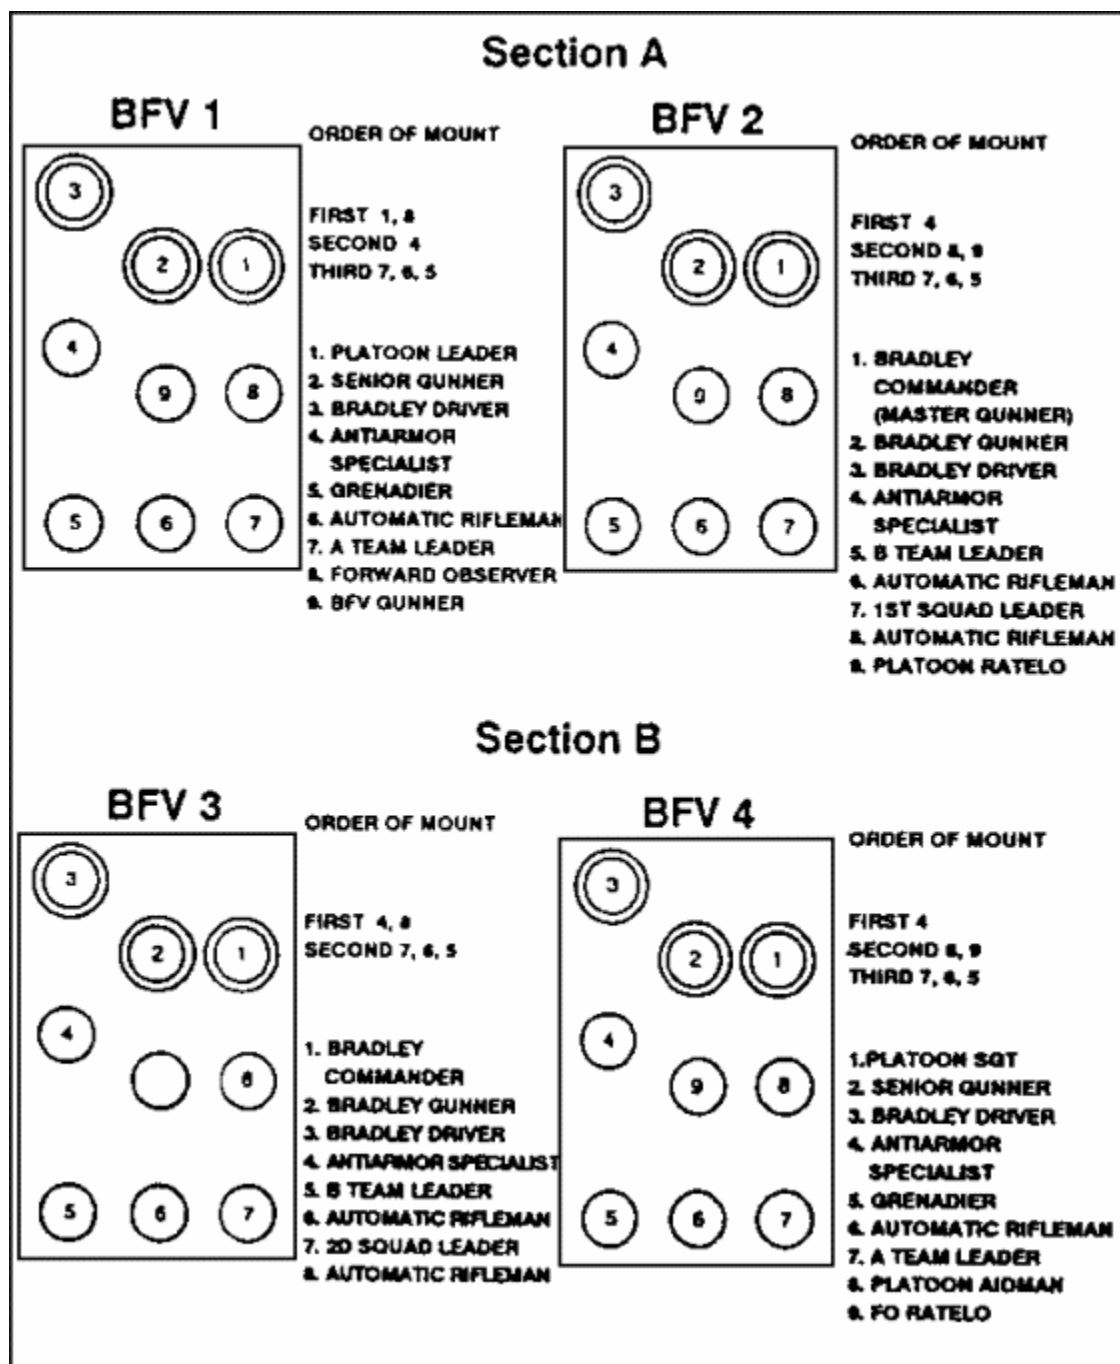 Section A
BFV 1
ORDER OF MOUNT
3
2 1
4
9 8
5 6 7
FIRST 1, 8
SECOND 4
THIRD 7, 6, 5
1. PLATOON LEADER
2. SENIOR GUNNER
3. BRADLEY DRIVER
4. ANTIARMOR
SPECIALIST
5. GRENADIER
6. AUTOMATIC RIFLEMAN
7. A TEAM LEADER
8. FORWARD OBSERVER
9. BFV GUNNER
BFV 2
ORDER OF MOUNT
3
2 1
4
9 8
5 6 7
FIRST 4
SECOND 8, 9
THIRD 7, 6, 5
1. BRADLEY
COMMANDER
(MASTER GUNNER)
2. BRADLEY GUNNER
3. BRADLEY DRIVER
4. ANTIARMOR
SPECIALIST
5. B TEAM LEADER
6. AUTOMATIC RIFLEMAN
7. 1ST SQUAD LEADER
8. AUTOMATIC RIFLEMAN
9. PLATOON RATELO
Section B
BFV 3
ORDER OF MOUNT
3
2 1
4
8
5 6 7
FIRST 4, 8
SECOND 7, 6, 5
1. BRADLEY
COMMANDER
2. BRADLEY GUNNER
3. BRADLEY DRIVER
4. ANTIARMOR SPECIALIST
5. B TEAM LEADER
6. AUTOMATIC RIFLEMAN
7. 2D SQUAD LEADER
8. AUTOMATIC RIFLEMAN
BFV 4
ORDER OF MOUNT
3
2 1
4
9 8
5 6 7
FIRST 4
SECOND 8, 9
THIRD 7, 6, 5
1.PLATOON SGT
2. SENIOR GUNNER
3. BRADLEY DRIVER
4. ANTIARMOR
SPECIALIST
5. GRENADIER
6. AUTOMATIC RIFLEMAN
7. A TEAM LEADER
8. PLATOON AIDMAN
9. FO RATELO